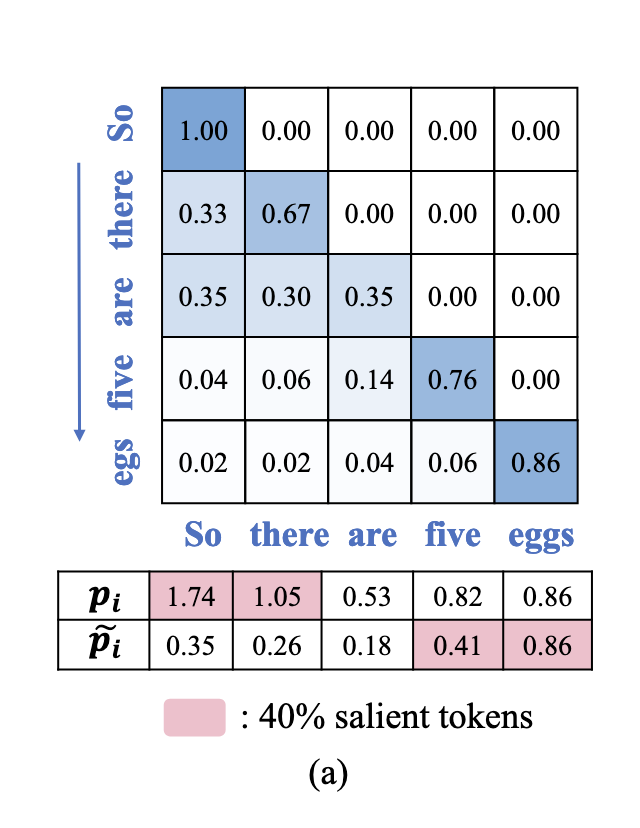 So 1.00 0.00 0.00 0.00 0.00
there 0.33 0.67 0.00 0.00 0.00
are 0.35 0.30 0.35 0.00 0.00
five 0.04 0.06 0.14 0.76 0.00
egs 0.02 0.02 0.04 0.06 0.86
So there are five eggs
p_i 1.74 1.05 0.53 0.82 0.86
p̃_i 0.35 0.26 0.18 0.41 0.86
: 40% salient tokens
(a)